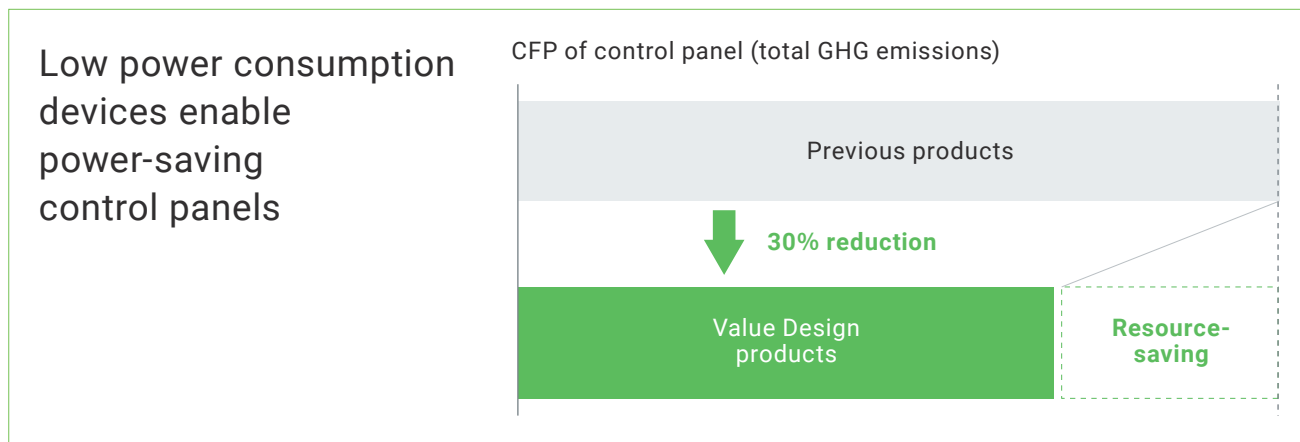 Low power consumption
devices enable
power-saving
control panels
CFP of control panel (total GHG emissions)
Previous products
30% reduction
Value Design
products
Resource-
saving